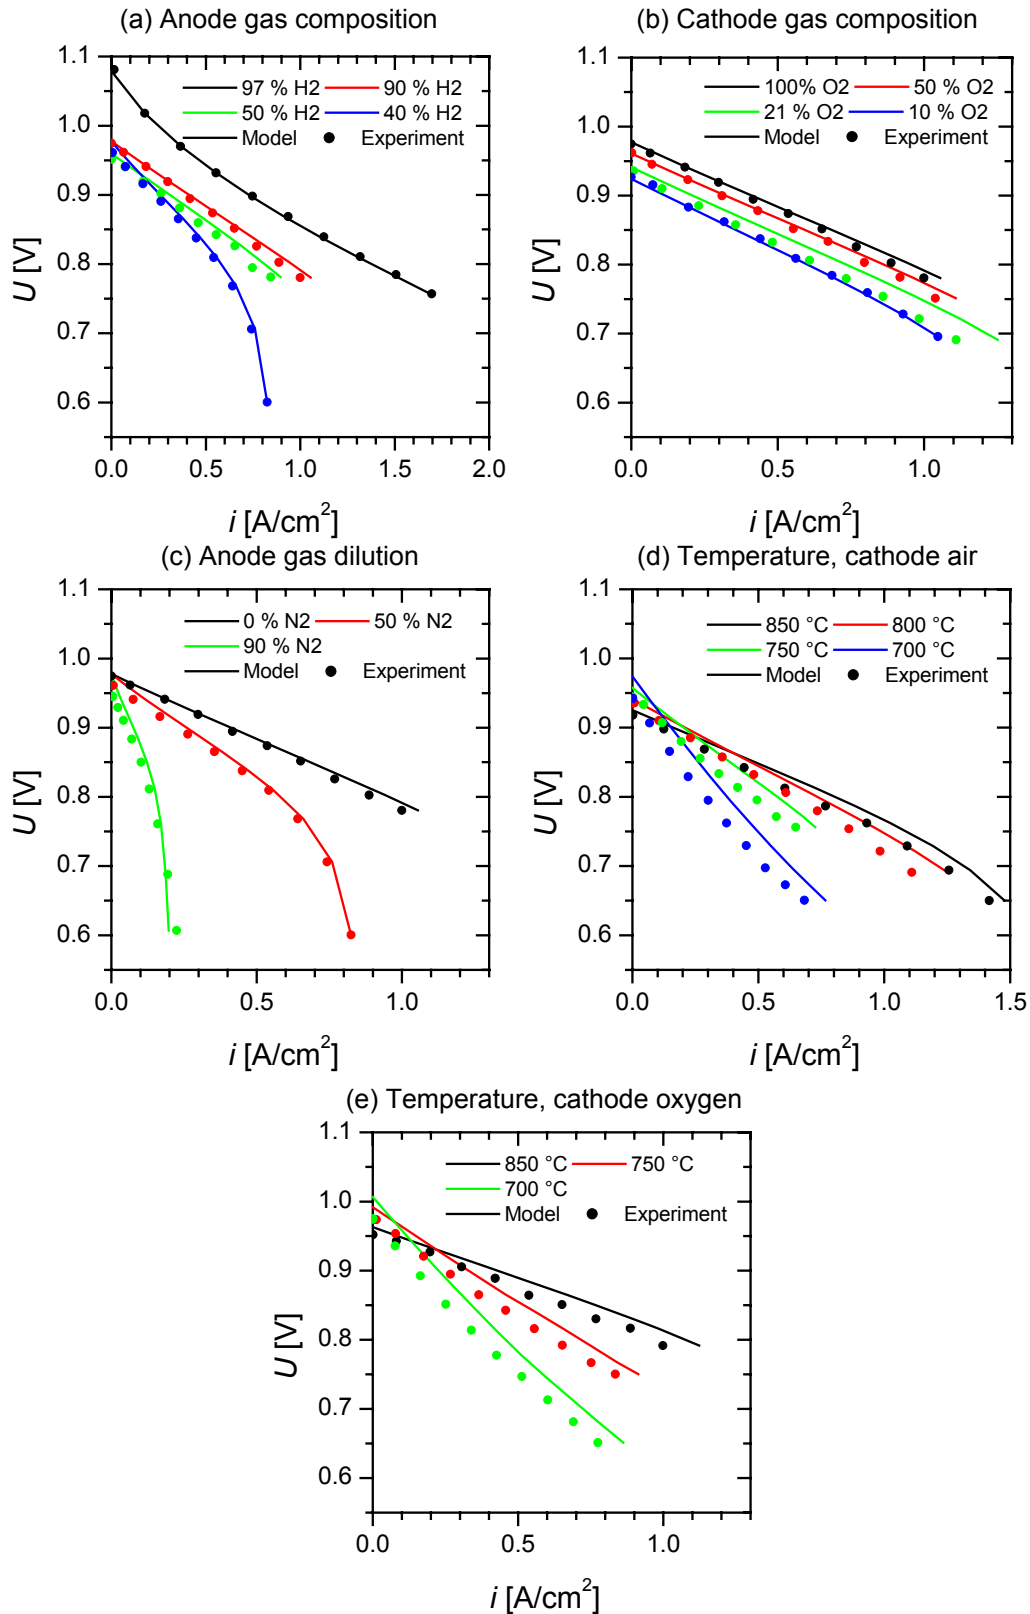 (a) Anode gas composition
1.1
1.0
0.9
0.8
0.7
0.6
U [V]
97 % H2
90 % H2
50 % H2
40 % H2
Model
Experiment
0.0
0.5
1.0
1.5
2.0
i [A/cm²]
(b) Cathode gas composition
1.1
1.0
0.9
0.8
0.7
0.6
U [V]
100% O2
50 % O2
21 % O2
10 % O2
Model
Experiment
0.0
0.5
1.0
i [A/cm²]
(c) Anode gas dilution
1.1
1.0
0.9
0.8
0.7
0.6
U [V]
0 % N2
50 % N2
90 % N2
Model
Experiment
0.0
0.5
1.0
i [A/cm²]
(d) Temperature, cathode air
1.1
1.0
0.9
0.8
0.7
0.6
U [V]
850 °C
800 °C
750 °C
700 °C
Model
Experiment
0.0
0.5
1.0
1.5
i [A/cm²]
(e) Temperature, cathode oxygen
1.1
1.0
0.9
0.8
0.7
0.6
U [V]
850 °C
750 °C
700 °C
Model
Experiment
0.0
0.5
1.0
i [A/cm²]